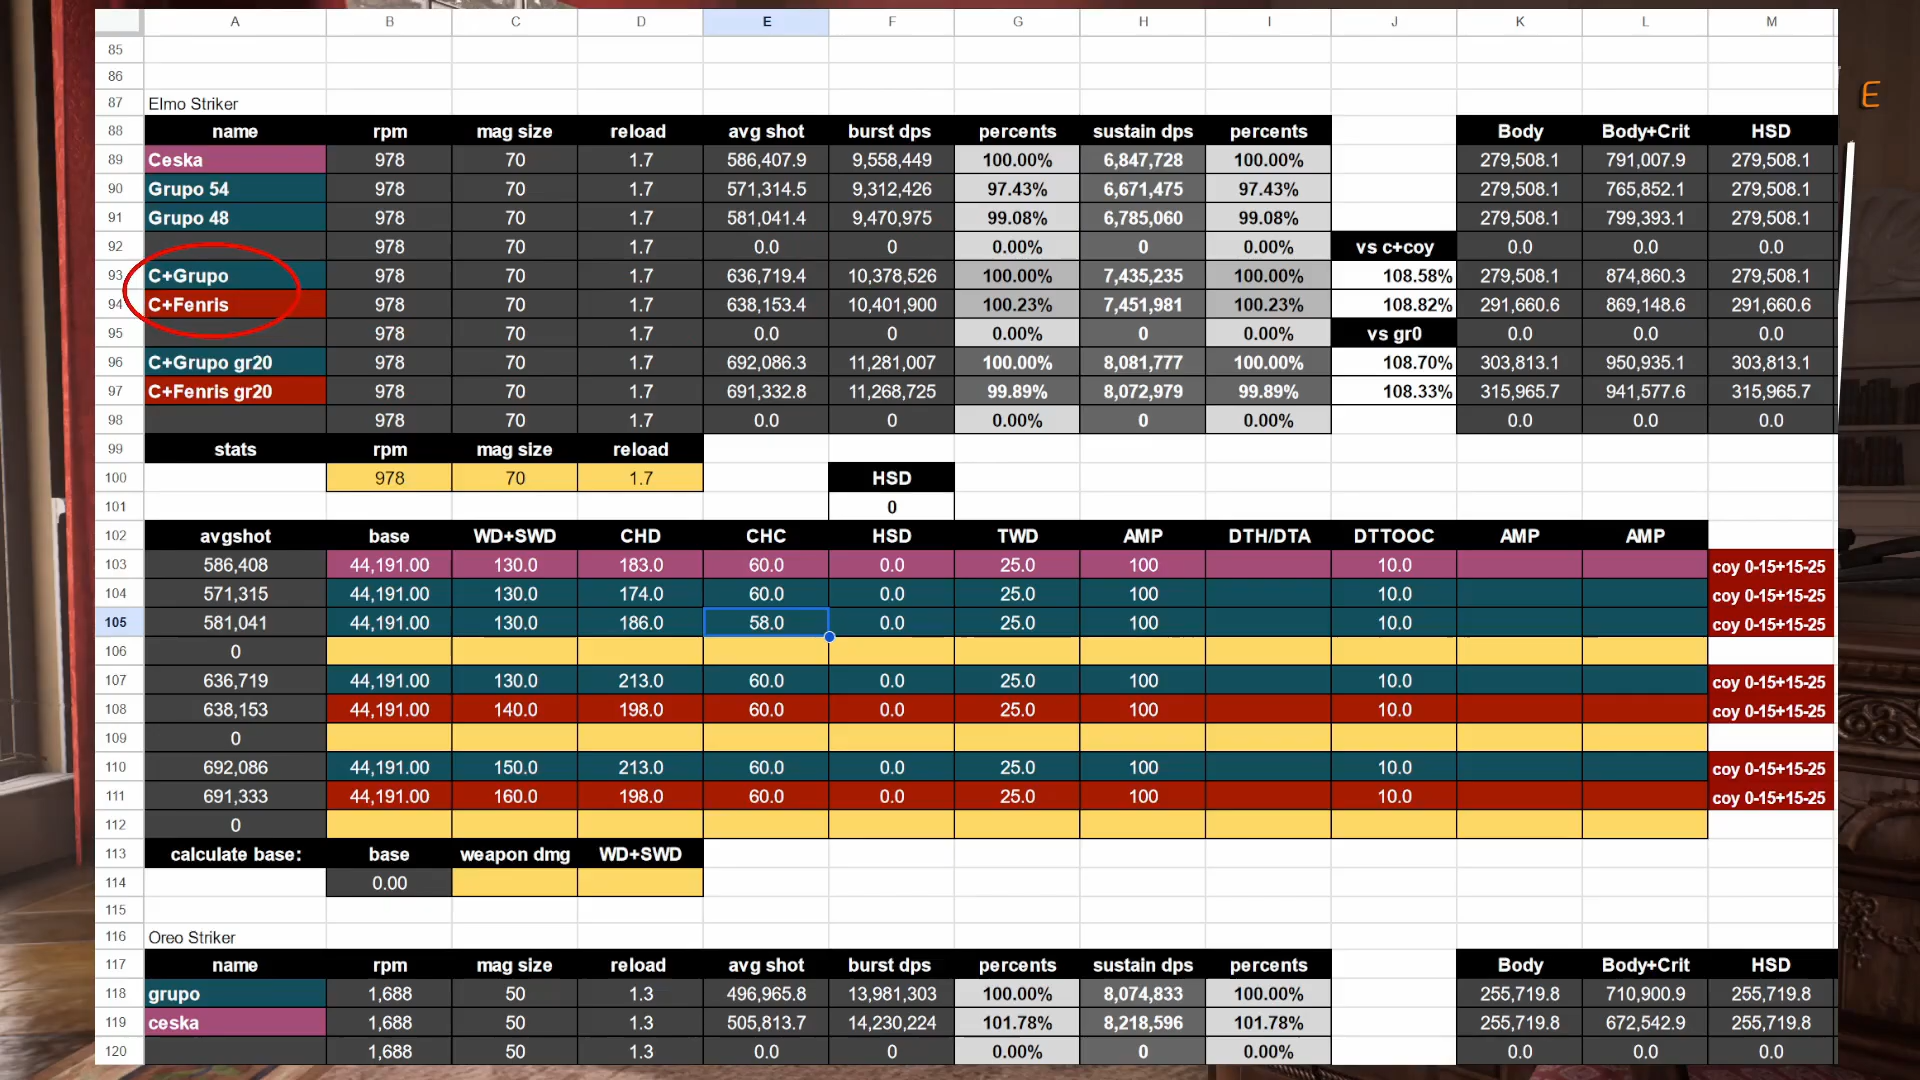 A B C D E F G H I J K L M
85
86
87 Elmo Striker
88 name rpm mag size reload avg shot burst dps percents sustain dps percents Body Body+Crit HSD
89 Ceska 978 70 1.7 586,407.9 9,558,449 100.00% 6,847,728 100.00% 279,508.1 791,007.9 279,508.1
90 Grupo 54 978 70 1.7 571,314.5 9,312,426 97.43% 6,671,475 97.43% 279,508.1 765,852.1 279,508.1
91 Grupo 48 978 70 1.7 581,041.4 9,470,975 99.08% 6,785,060 99.08% 279,508.1 799,393.1 279,508.1
92 978 70 1.7 0.0 0 0.00% 0 0.00% vs c+coy 0.0 0.0 0.0
93 C+Grupo 978 70 1.7 636,719.4 10,378,526 100.00% 7,435,235 100.00% 108.58% 279,508.1 874,860.3 279,508.1
94 C+Fenris 978 70 1.7 638,153.4 10,401,900 100.23% 7,451,981 100.23% 108.82% 291,660.6 869,148.6 291,660.6
95 978 70 1.7 0.0 0 0.00% 0 0.00% vs gr0 0.0 0.0 0.0
96 C+Grupo gr20 978 70 1.7 692,086.3 11,281,007 100.00% 8,081,777 100.00% 108.70% 303,813.1 950,935.1 303,813.1
97 C+Fenris gr20 978 70 1.7 691,332.8 11,268,725 99.89% 8,072,979 99.89% 108.33% 315,965.7 941,577.6 315,965.7
98 978 70 1.7 0.0 0 0.00% 0 0.00% 0.0 0.0 0.0
99 stats rpm mag size reload
100 978 70 1.7 HSD
101 0
102 avgshot base WD+SWD CHD CHC HSD TWD AMP DTH/DTA DTTOOC AMP AMP
103 586,408 44,191.00 130.0 183.0 60.0 0.0 25.0 100 10.0 coy 0-15+15-25
104 571,315 44,191.00 130.0 174.0 60.0 0.0 25.0 100 10.0 coy 0-15+15-25
105 581,041 44,191.00 130.0 186.0 58.0 0.0 25.0 100 10.0 coy 0-15+15-25
106 0
107 636,719 44,191.00 130.0 213.0 60.0 0.0 25.0 100 10.0 coy 0-15+15-25
108 638,153 44,191.00 140.0 198.0 60.0 0.0 25.0 100 10.0 coy 0-15+15-25
109 0
110 692,086 44,191.00 150.0 213.0 60.0 0.0 25.0 100 10.0 coy 0-15+15-25
111 691,333 44,191.00 160.0 198.0 60.0 0.0 25.0 100 10.0 coy 0-15+15-25
112 0
113 calculate base: base weapon dmg WD+SWD
114 0.00
115
116 Oreo Striker
117 name rpm mag size reload avg shot burst dps percents sustain dps percents Body Body+Crit HSD
118 grupo 1,688 50 1.3 496,965.8 13,981,303 100.00% 8,074,833 100.00% 255,719.8 710,900.9 255,719.8
119 ceska 1,688 50 1.3 505,813.7 14,230,224 101.78% 8,218,596 101.78% 255,719.8 672,542.9 255,719.8
120 1,688 50 1.3 0.0 0 0.00% 0 0.00% 0.0 0.0 0.0
E